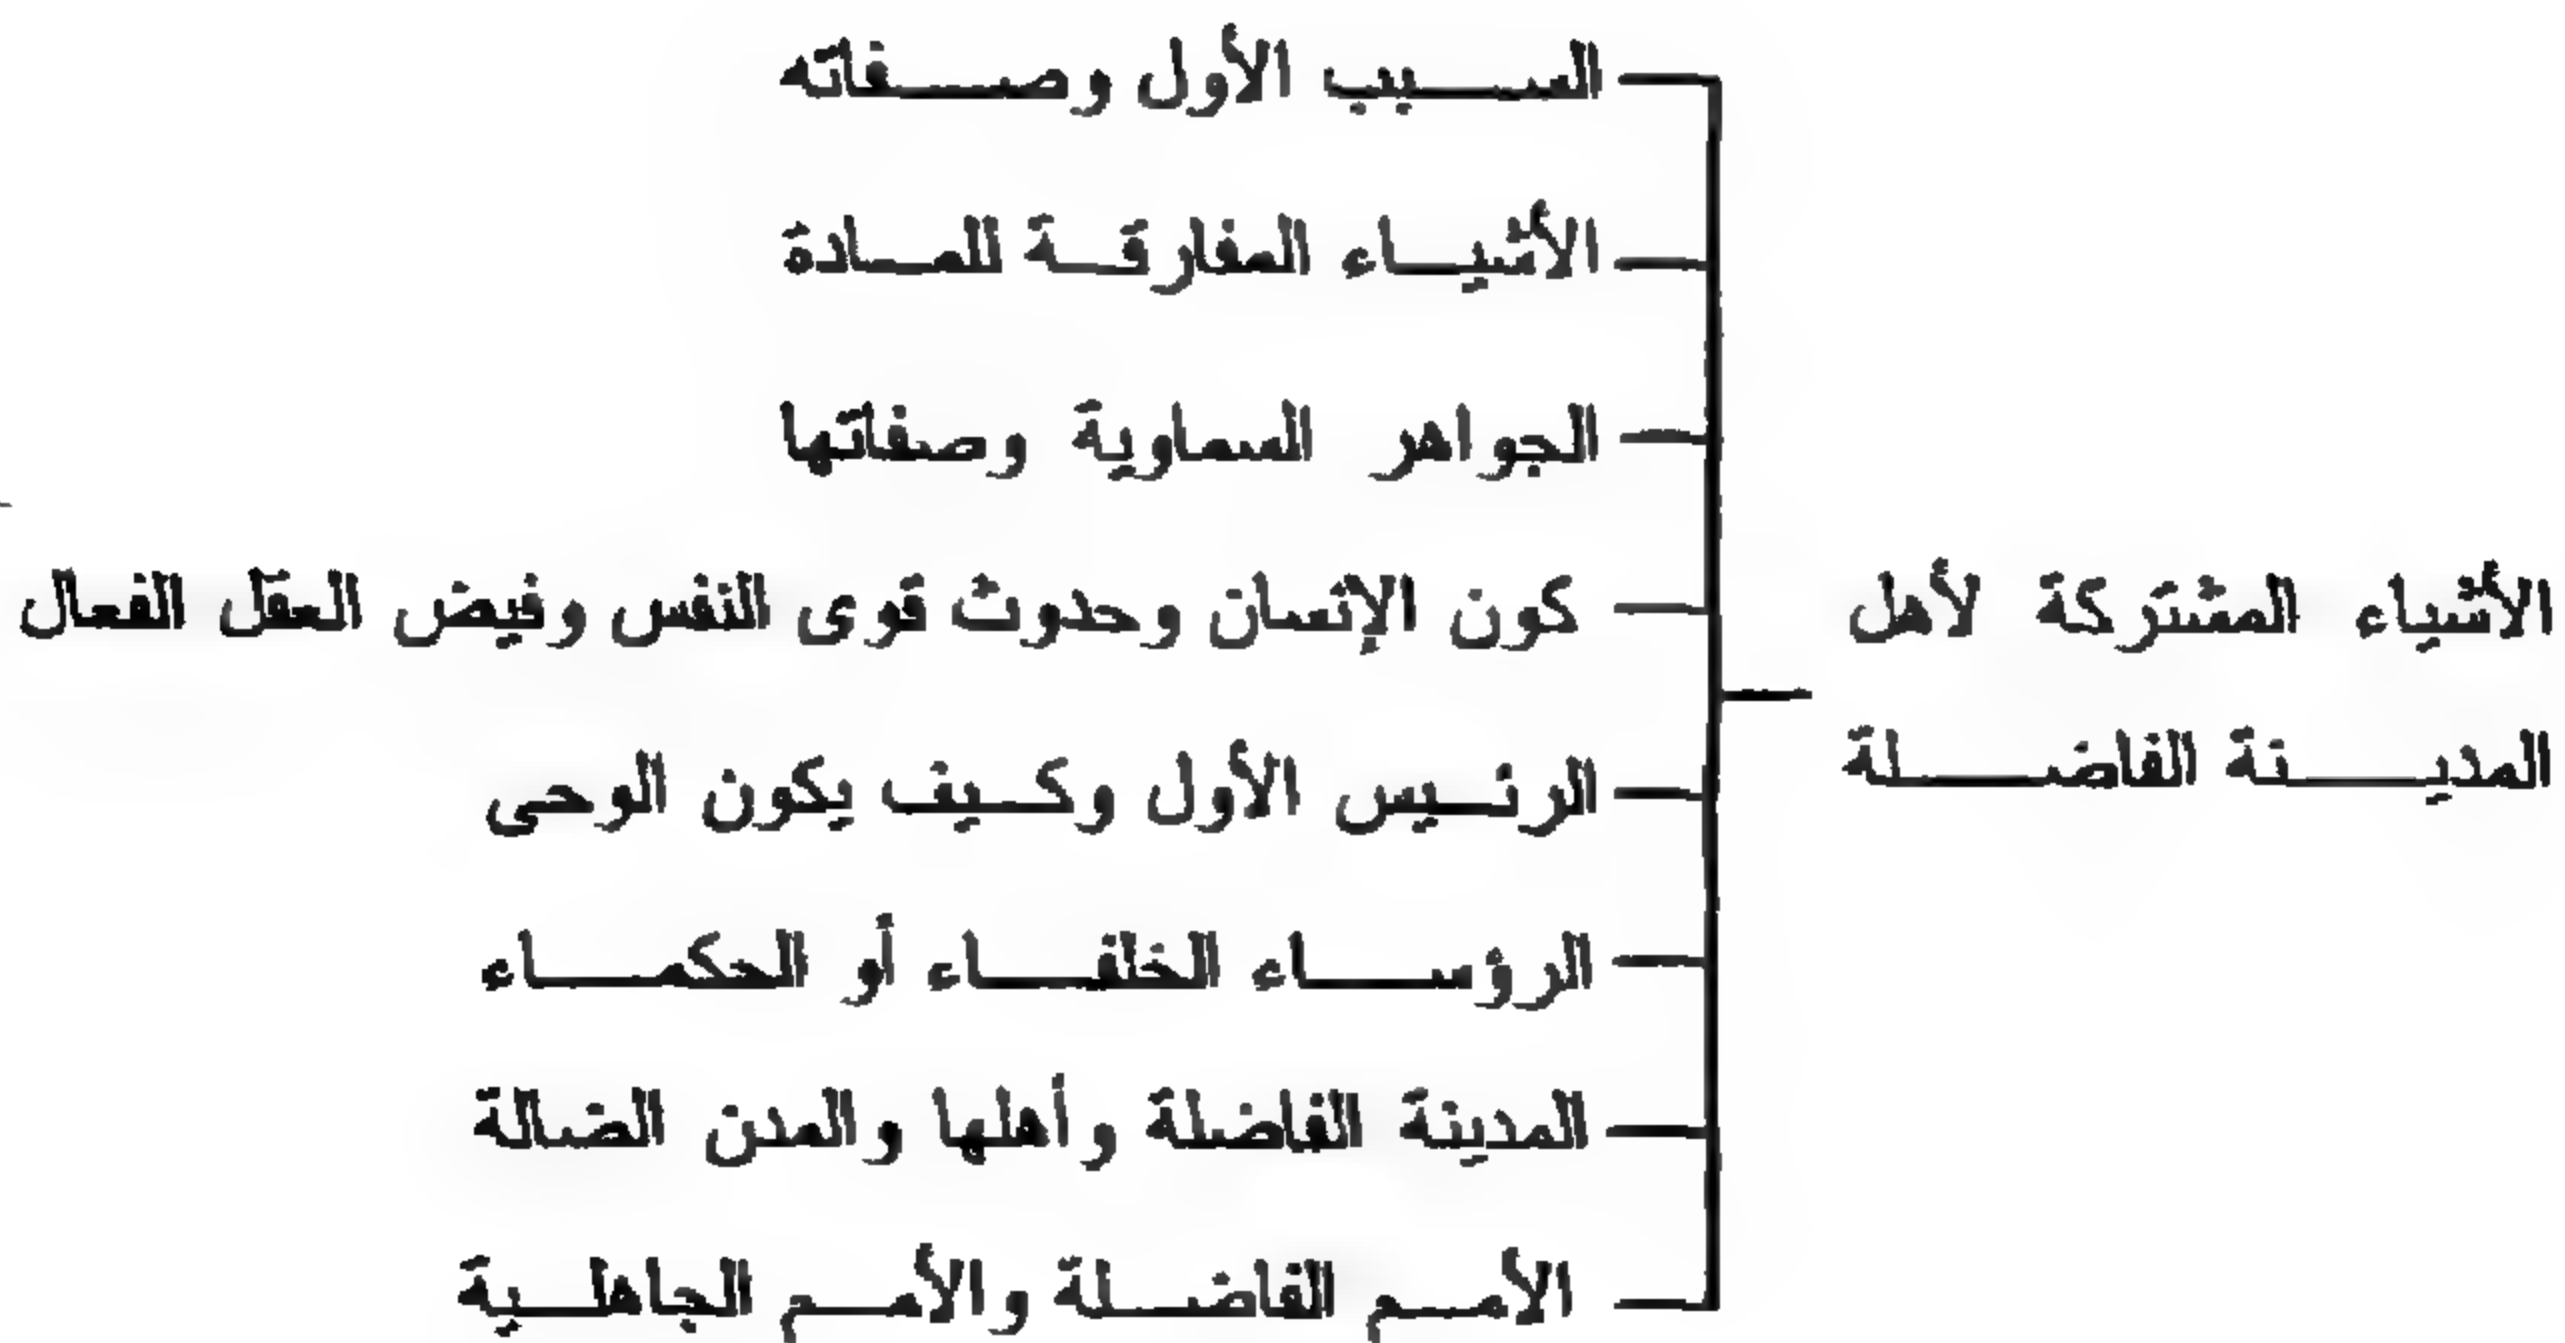 الأشياء المشتركة لأهل
المدينة الفاضلة
السبب الأول وصفاته
الأشياء المفارقة للمادة
الجواهر السماوية وصفاتها
كون الإنسان وحدوث قوى النفس وفيض العقل الفعال
الرئيس الأول وكيف يكون الوحى
الرؤساء الخلفاء أو الحكماء
المدينة الفاضلة وأهلها والمدن الضالة
الأمم الفاضلة والأمم الجاهلية